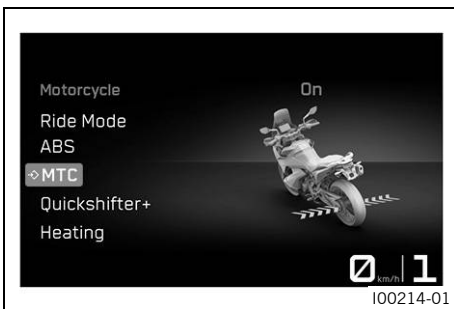 Motorcycle
On
Ride Mode
ABS
MTC
Quickshifter+
Heating
0 km/h 1
I00214-01